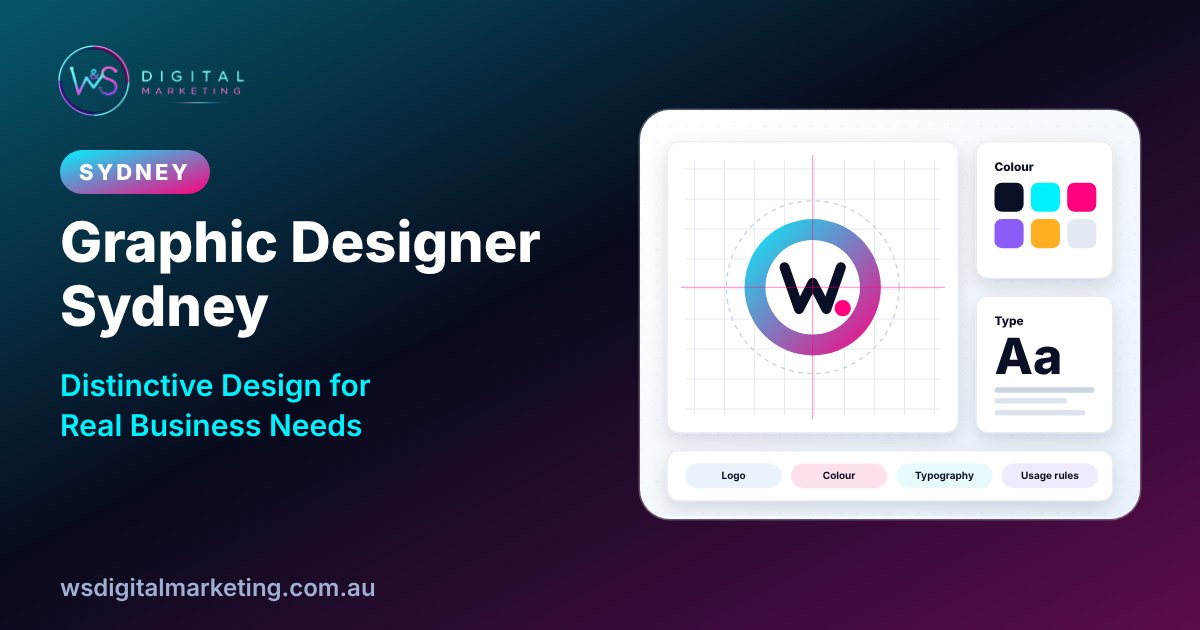 W&S
DIGITAL
MARKETING
SYDNEY
Graphic Designer
Sydney
Distinctive Design for
Real Business Needs
wsdigitalmarketing.com.au
W
Colour
Type
Aa
Logo
Colour
Typography
Usage rules